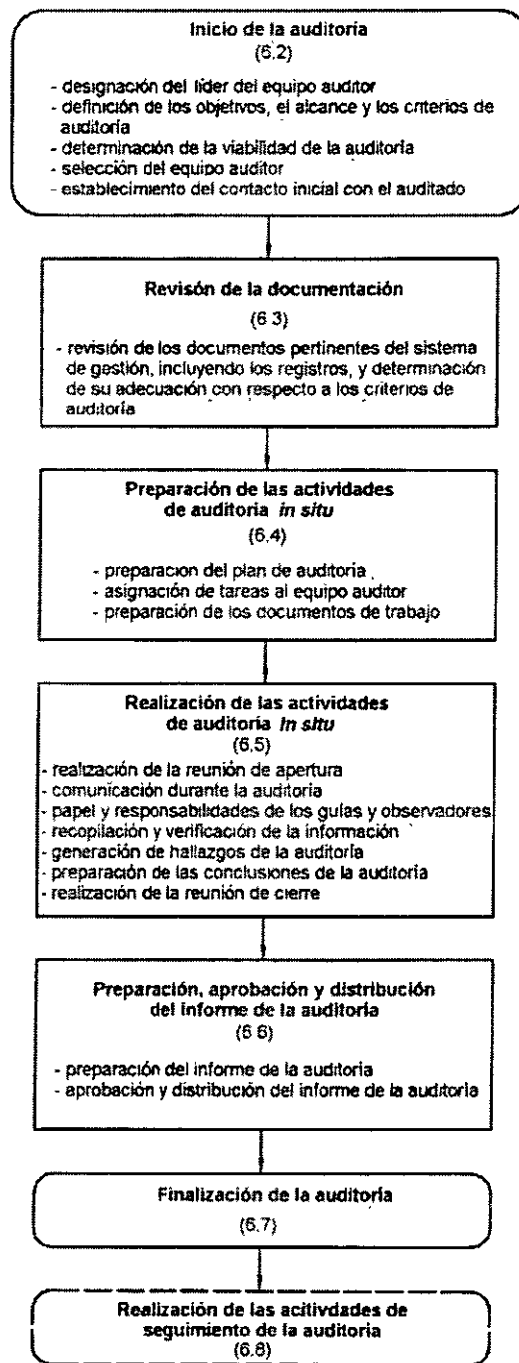 Inicio de la auditoría
(6.2)
- designación del líder del equipo auditor
- definición de los objetivos, el alcance y los criterios de
auditoría
- determinación de la viabilidad de la auditoría
- selección del equipo auditor
- establecimiento del contacto inicial con el auditado
Revisón de la documentación
(6 3)
- revisión de los documentos pertinentes del sistema
de gestión, incluyendo los registros, y determinación
de su adecuación con respecto a los criterios de
auditoría
Preparación de las actividades
de auditoria in situ
(6.4)
- preparacion del plan de auditoria.
- asignación de tareas al equipo auditor
- preparación de los documentos de trabajo
Realización de las actividades
de auditoría In situ
(6.5)
- realización de la reunión de apertura
- comunicación durante la auditoría
- papel y responsabilidades de los guías y observadores
- recopilación y verificación de la información
- generación de hallazgos de la auditoría
- preparación de las conclusiones de la auditoría
- realización de la reunión de cierre
Preparación, aprobación y distribución
del informe de la auditoría
(6 6)
- preparación del informe de la auditoría
- aprobación y distribución del informe de la auditoría
Finalización de la auditoría
(6.7)
Realización de las acitivdades de
seguimiento de la auditoria
(6.8)